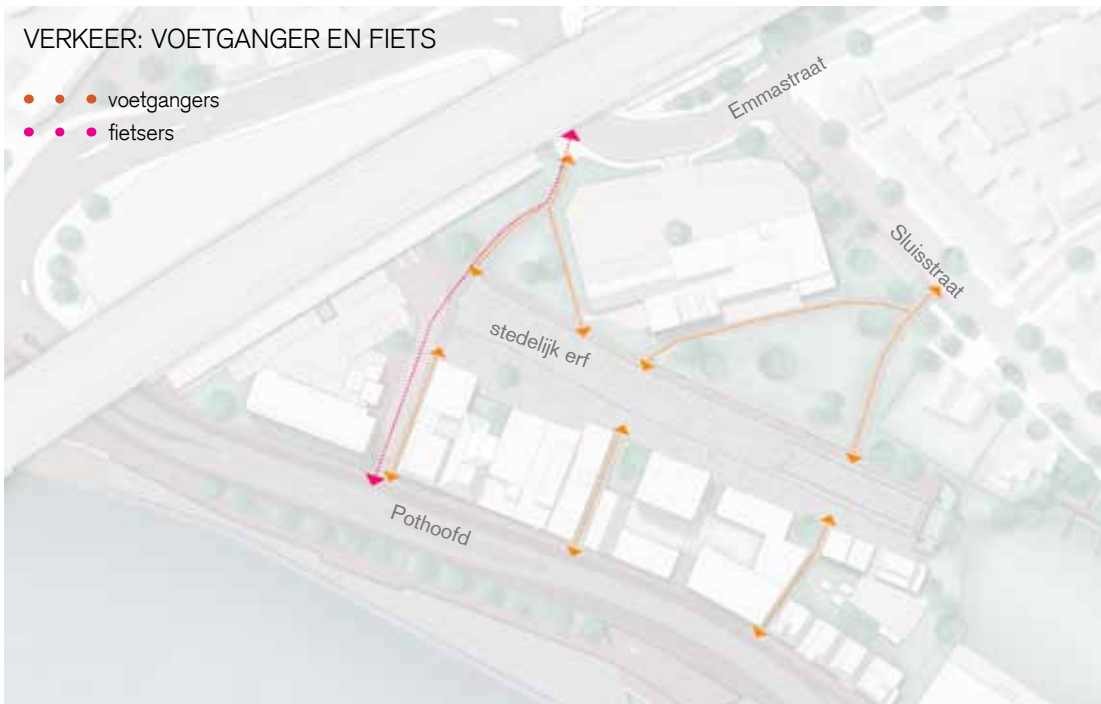 VERKEER: VOETGANGER EN FIETS
voetgangers
fietsers
Emmastraat
Sluisstraat
stedelijk erf
Pothoofd